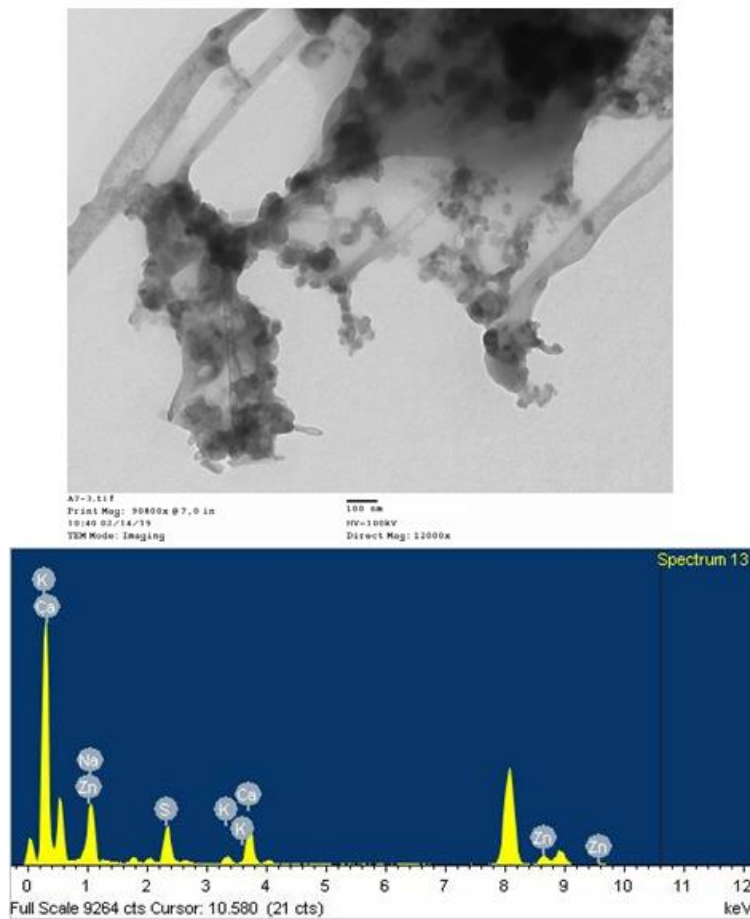 A7-3.tif
Print Mag: 90800x @ 7.0 in
10:40 02/14/19
TEM Mode: Imaging
100 nm
HV=100kV
Direct Mag: 12000x
Spectrum 13
K
Ca
Na
Zn
S
K
K
Ca
Zn
Zn
0 1 2 3 4 5 6 7 8 9 10 11 12
Full Scale 9264 cts Cursor: 10.580 (21 cts) keV